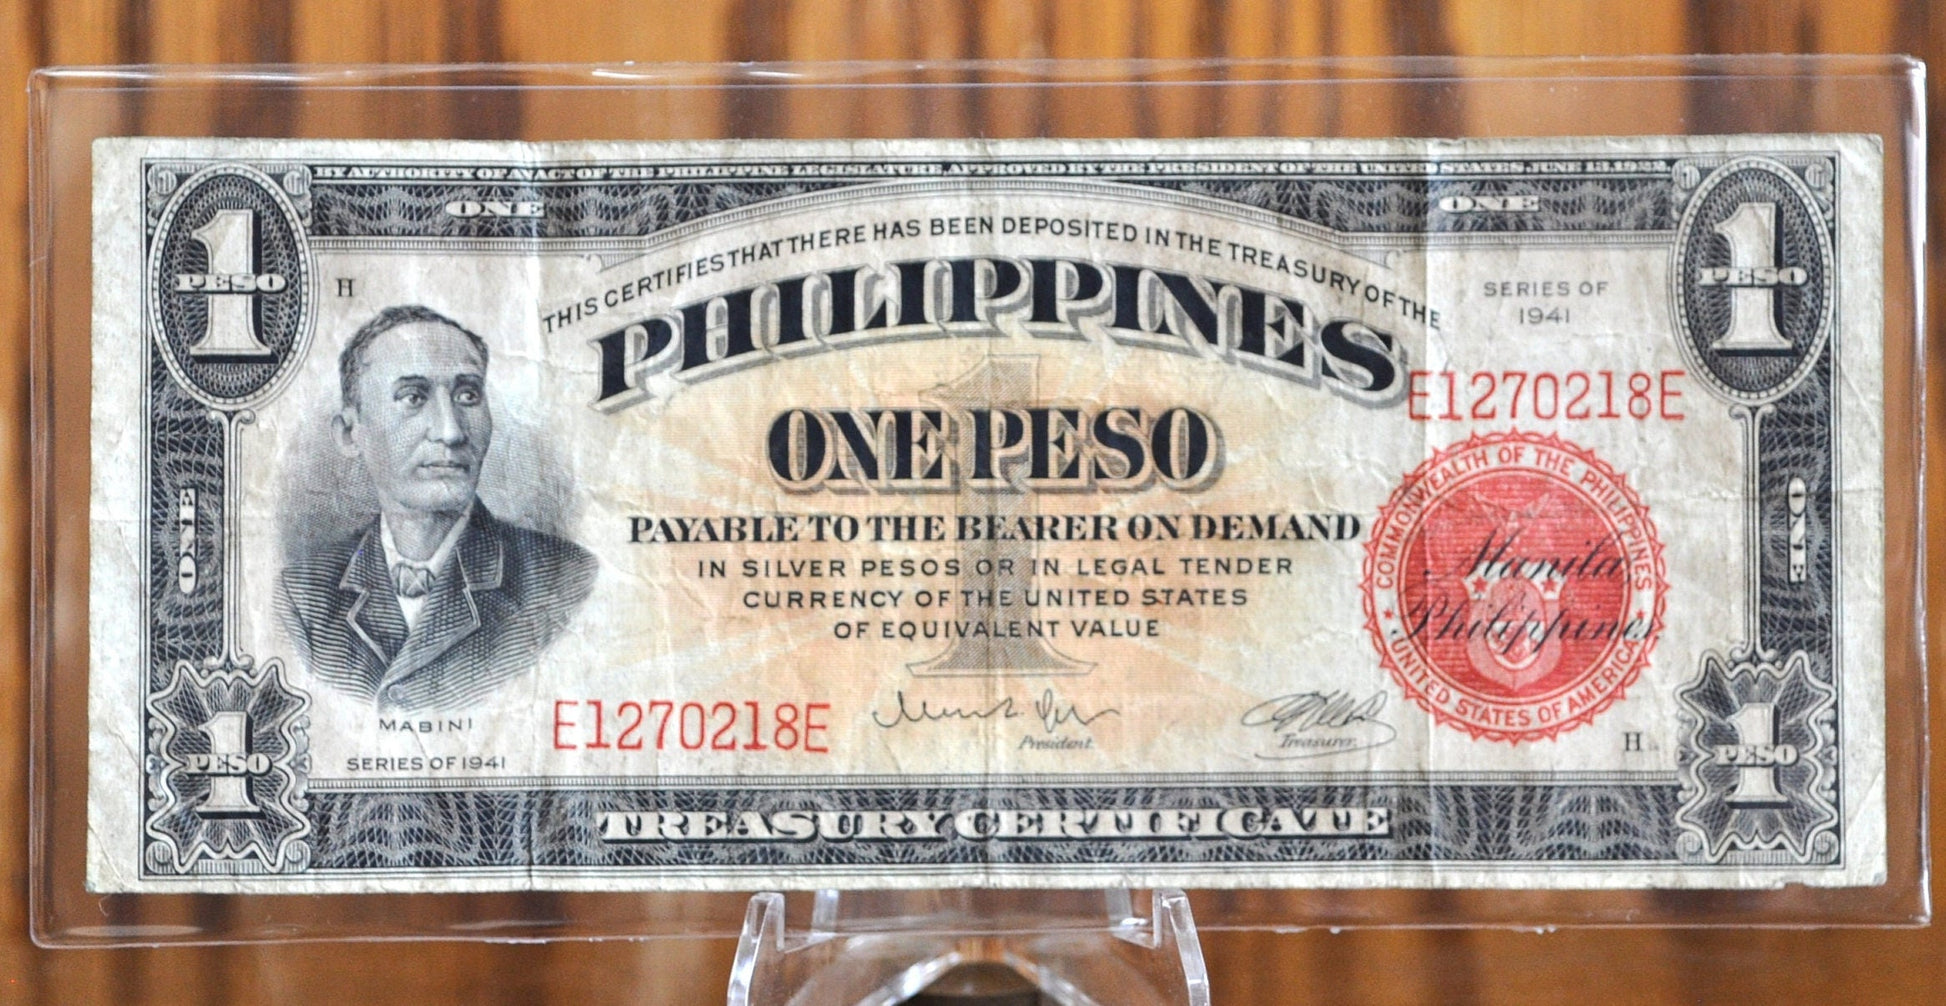 BY AUTHORITY OF AN ACT OF THE PHILIPPINE LEGISLATURE, APPROVED BY THE PRESIDENT OF THE UNITED STATES, JUNE 13, 1922.
ONE ONE
1 PESO
1 PESO
H
THIS CERTIFIES THAT THERE HAS BEEN DEPOSITED IN THE TREASURY OF THE
PHILIPPINES
SERIES OF
1941
E1270218E
1
ONE PESO
PAYABLE TO THE BEARER ON DEMAND
IN SILVER PESOS OR IN LEGAL TENDER
CURRENCY OF THE UNITED STATES
OF EQUIVALENT VALUE
ONE
ONE
COMMONWEALTH OF THE PHILIPPINES
Manila,
Philippines
UNITED STATES OF AMERICA
MABINI
SERIES OF 1941
E1270218E
President.
Treasurer.
H
1 PESO
1 PESO
TREASURY CERTIFICATE